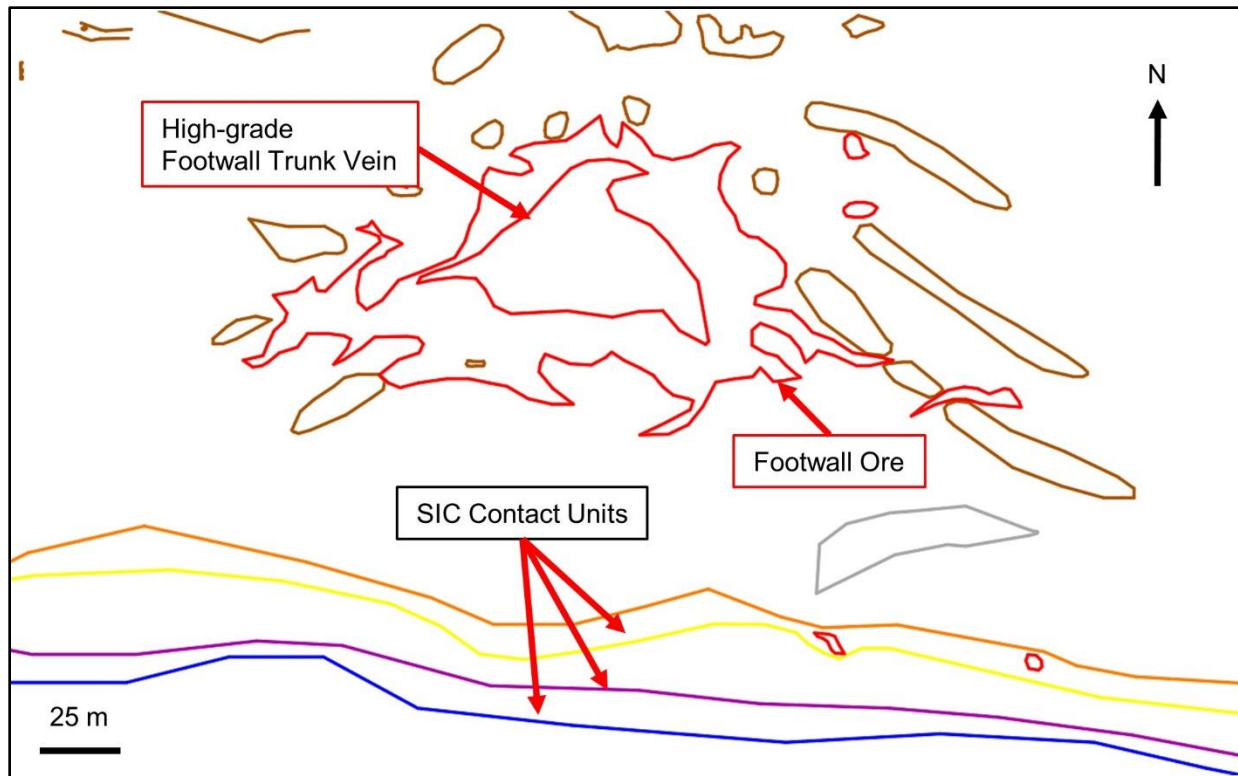 N
High-grade
Footwall Trunk Vein
Footwall Ore
SIC Contact Units
25 m